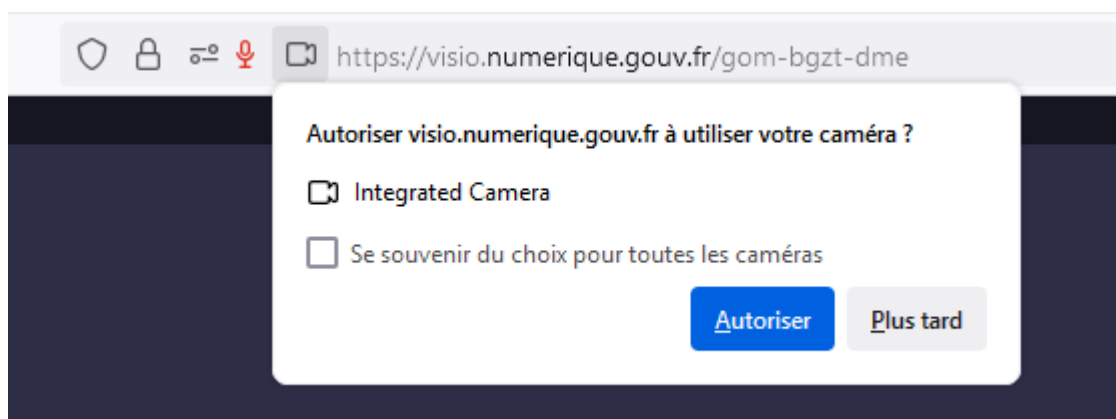 https://visio.numerique.gouv.fr/gom-bgzt-dme
Autoriser visio.numerique.gouv.fr à utiliser votre caméra ?
Integrated Camera
Se souvenir du choix pour toutes les caméras
Autoriser
Plus tard